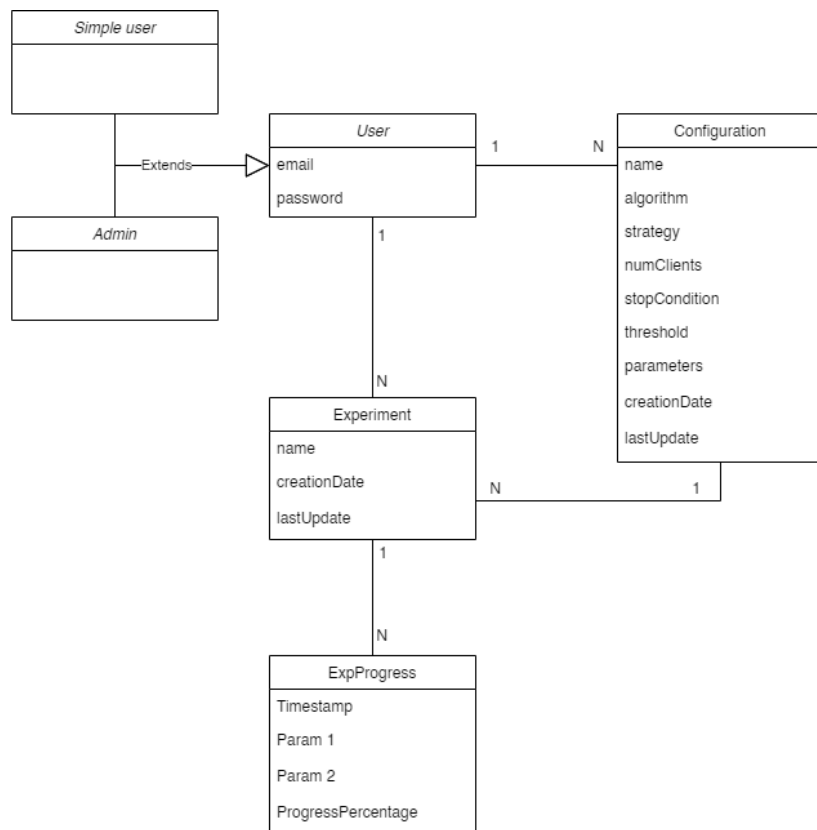 Simple user
User
Configuration
1
N
Extends
email
name
password
algorithm
Admin
strategy
1
numClients
stopCondition
threshold
parameters
N
creationDate
Experiment
lastUpdate
name
creationDate
N
1
lastUpdate
1
N
ExpProgress
Timestamp
Param 1
Param 2
ProgressPercentage